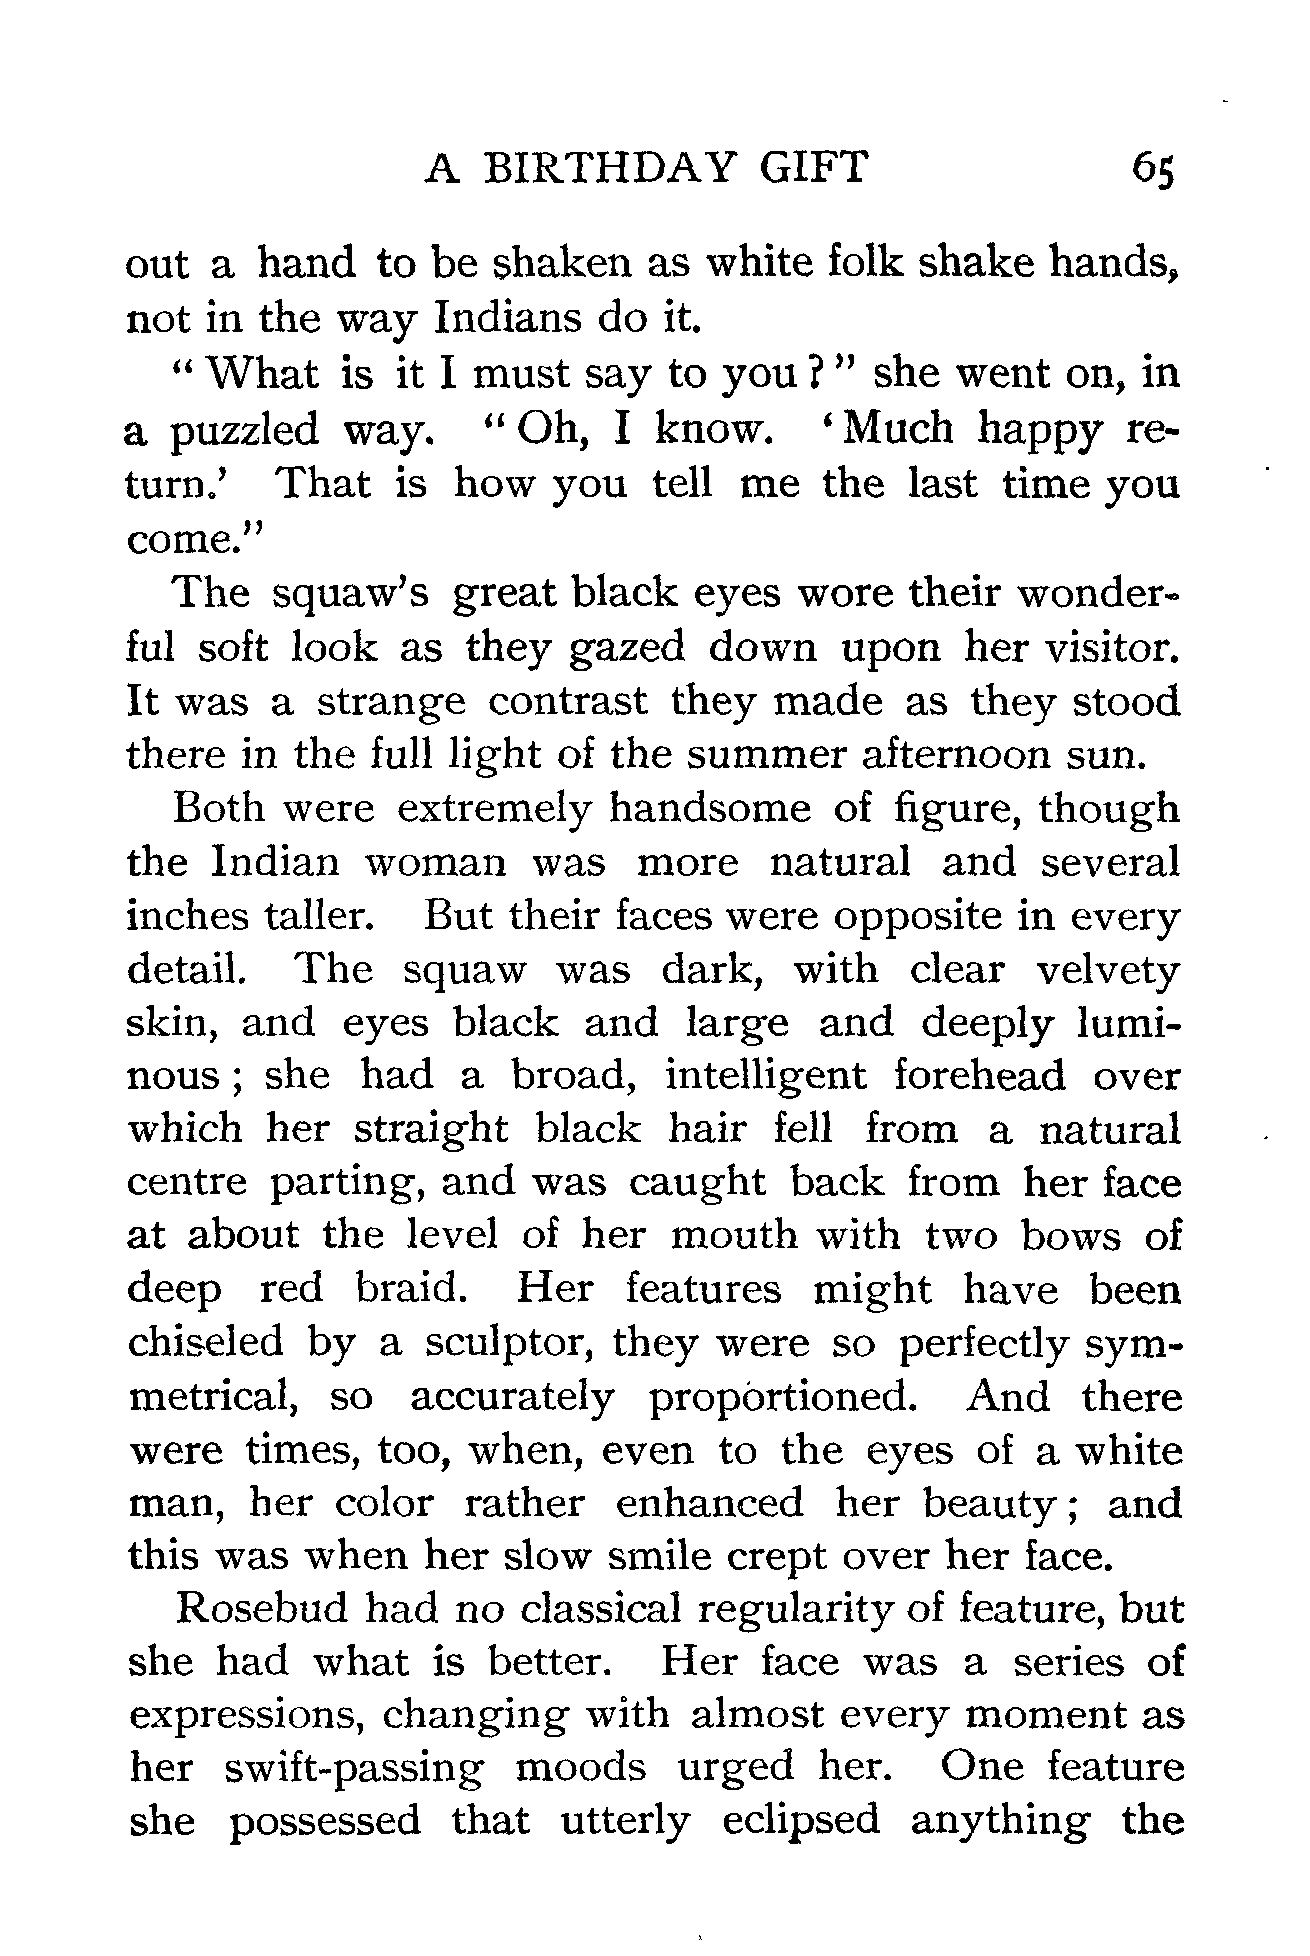 A BIRTHDAY GIFT 65
out a hand to be shaken as white folk shake hands,
not in the way Indians do it.
“ What is it I must say to you ? ” she went on, in
a puzzled way. “ Oh, I know. ‘ Much happy re-
turn.’ That is how you tell me the last time you
come.”
The squaw’s great black eyes wore their wonder-
ful soft look as they gazed down upon her visitor.
It was a strange contrast they made as they stood
there in the full light of the summer afternoon sun.
Both were extremely handsome of figure, though
the Indian woman was more natural and several
inches taller. But their faces were opposite in every
detail. The squaw was dark, with clear velvety
skin, and eyes black and large and deeply lumi-
nous ; she had a broad, intelligent forehead over
which her straight black hair fell from a natural
centre parting, and was caught back from her face
at about the level of her mouth with two bows of
deep red braid. Her features might have been
chiseled by a sculptor, they were so perfectly sym-
metrical, so accurately proportioned. And there
were times, too, when, even to the eyes of a white
man, her color rather enhanced her beauty ; and
this was when her slow smile crept over her face.
Rosebud had no classical regularity of feature, but
she had what is better. Her face was a series of
expressions, changing with almost every moment as
her swift-passing moods urged her. One feature
she possessed that utterly eclipsed anything the